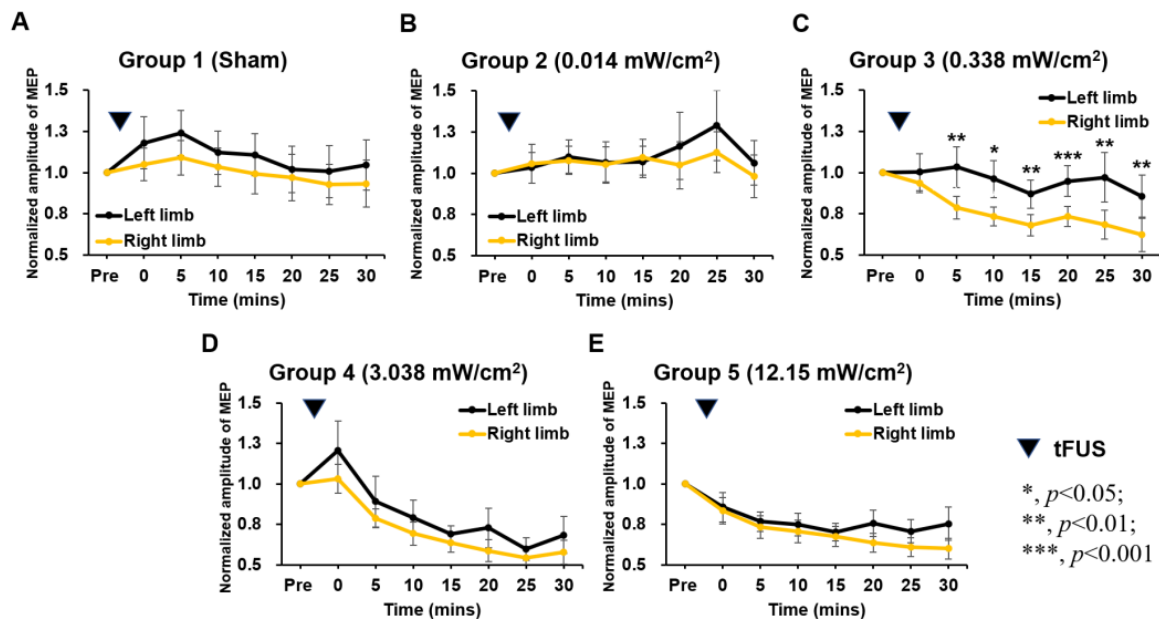 A
Group 1 (Sham)
Normalized amplitude of MEP
1.5
1.3
1.0
0.8
0.5
Left limb
Right limb
Pre 0 5 10 15 20 25 30
Time (mins)
B
Group 2 (0.014 mW/cm²)
Normalized amplitude of MEP
1.5
1.3
1.0
0.8
0.5
Left limb
Right limb
Pre 0 5 10 15 20 25 30
Time (mins)
C
Group 3 (0.338 mW/cm²)
Normalized amplitude of MEP
1.5
1.3
1.0
0.8
0.5
Left limb
Right limb
** * ** *** ** **
Pre 0 5 10 15 20 25 30
Time (mins)
D
Group 4 (3.038 mW/cm²)
Normalized amplitude of MEP
1.5
1.3
1.0
0.8
0.5
Left limb
Right limb
Pre 0 5 10 15 20 25 30
Time (mins)
E
Group 5 (12.15 mW/cm²)
Normalized amplitude of MEP
1.5
1.3
1.0
0.8
0.5
Left limb
Right limb
Pre 0 5 10 15 20 25 30
Time (mins)
tFUS
*, p<0.05;
**, p<0.01;
***, p<0.001